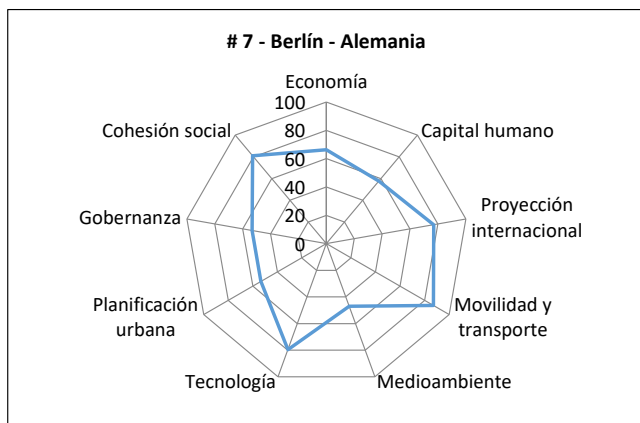 # 7 - Berlín - Alemania
Economía
Capital humano
Proyección
internacional
Movilidad y
transporte
Medioambiente
Tecnología
Planificación
urbana
Gobernanza
Cohesión social
100
80
60
40
20
0